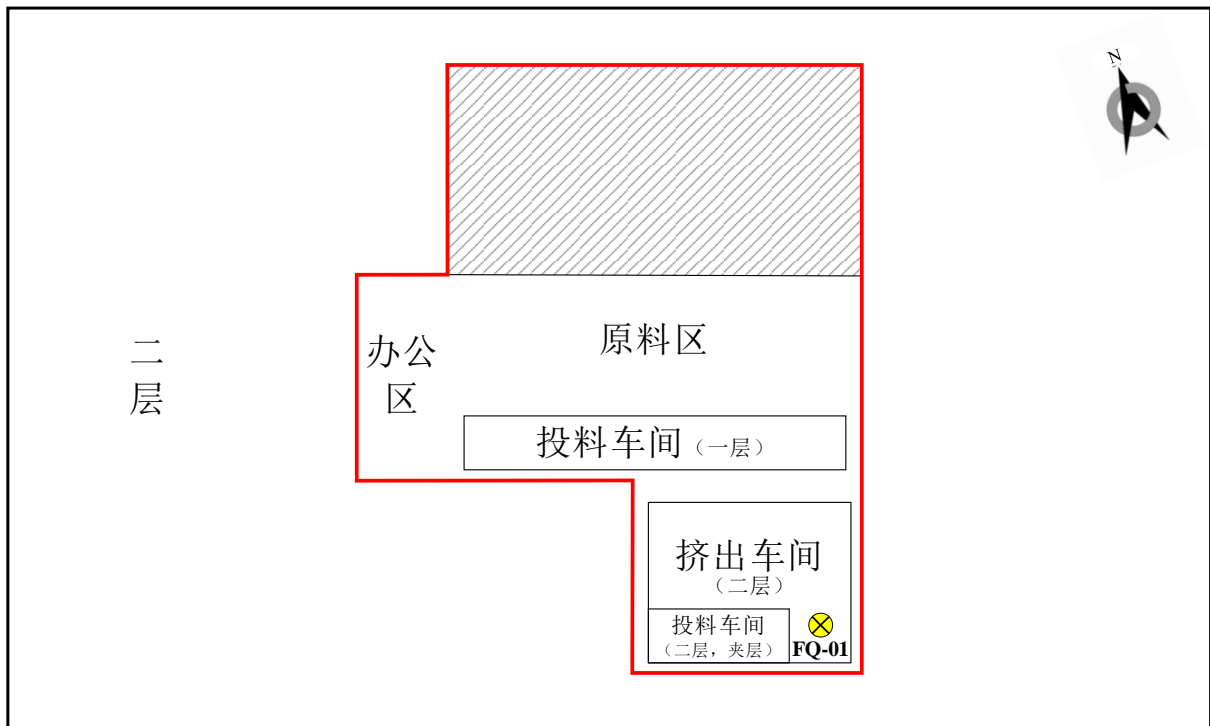 N
二
层
办公
区
原料区
投料车间（一层）
挤出车间
（二层）
投料车间
（二层，夹层）
FQ-01